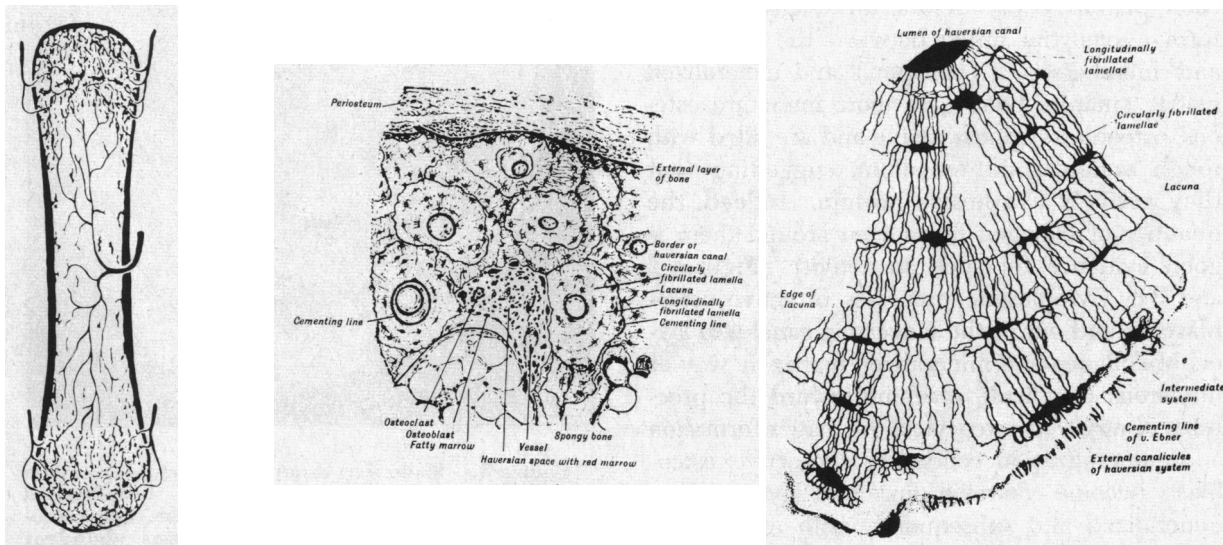 Periosteum
External layer
of bone
Border of
haversian canal
Circularly
fibrillated lamella
Lacuna
Longitudinally
fibrillated lamella
Cementing line
Cementing line
Osteoclast
Osteoblast
Fatty marrow
Vessel
Spongy bone
Haversian space with red marrow
Lumen of haversian canal
Longitudinally
fibrillated
lamellae
Circularly fibrillated
lamellae
Lacuna
Edge of
lacuna
e
Intermediate
system
Cementing line
of v. Ebner
External canalicules
of haversian system